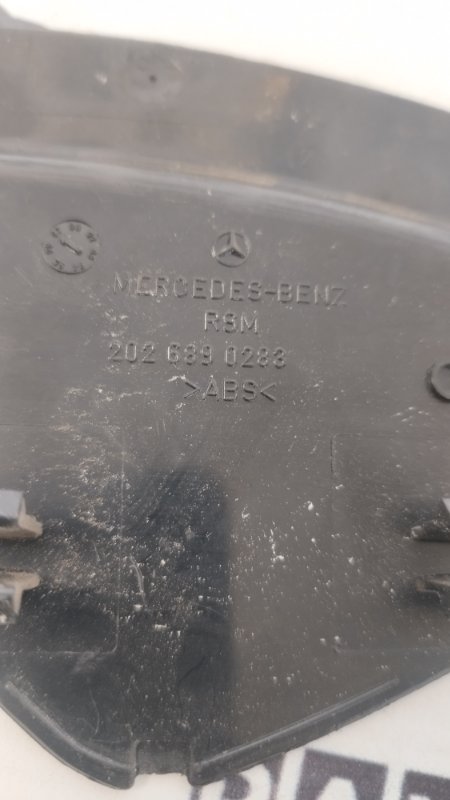 MERCEDES-BENZ
RSM
202 689 0283
>ABS<